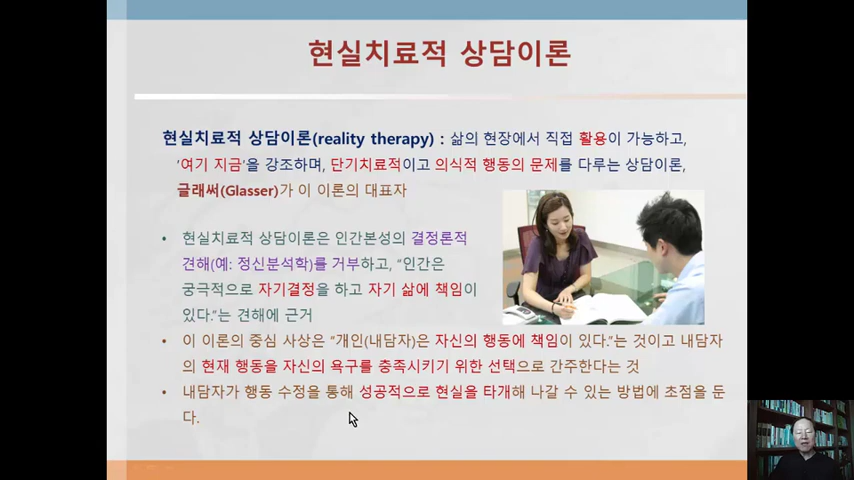 현실치료적 상담이론
현실치료적 상담이론(reality therapy) : 삶의 현장에서 직접 활용이 가능하고,
'여기 지금'을 강조하며, 단기치료적이고 의식적 행동의 문제를 다루는 상담이론,
글래써(Glasser)가 이 이론의 대표자
• 현실치료적 상담이론은 인간본성의 결정론적
견해(예: 정신분석학)를 거부하고, "인간은
궁극적으로 자기결정을 하고 자기 삶에 책임이
있다."는 견해에 근거
• 이 이론의 중심 사상은 "개인(내담자)은 자신의 행동에 책임이 있다."는 것이고 내담자
의 현재 행동을 자신의 욕구를 충족시키기 위한 선택으로 간주한다는 것
• 내담자가 행동 수정을 통해 성공적으로 현실을 타개해 나갈 수 있는 방법에 초점을 둔
다.